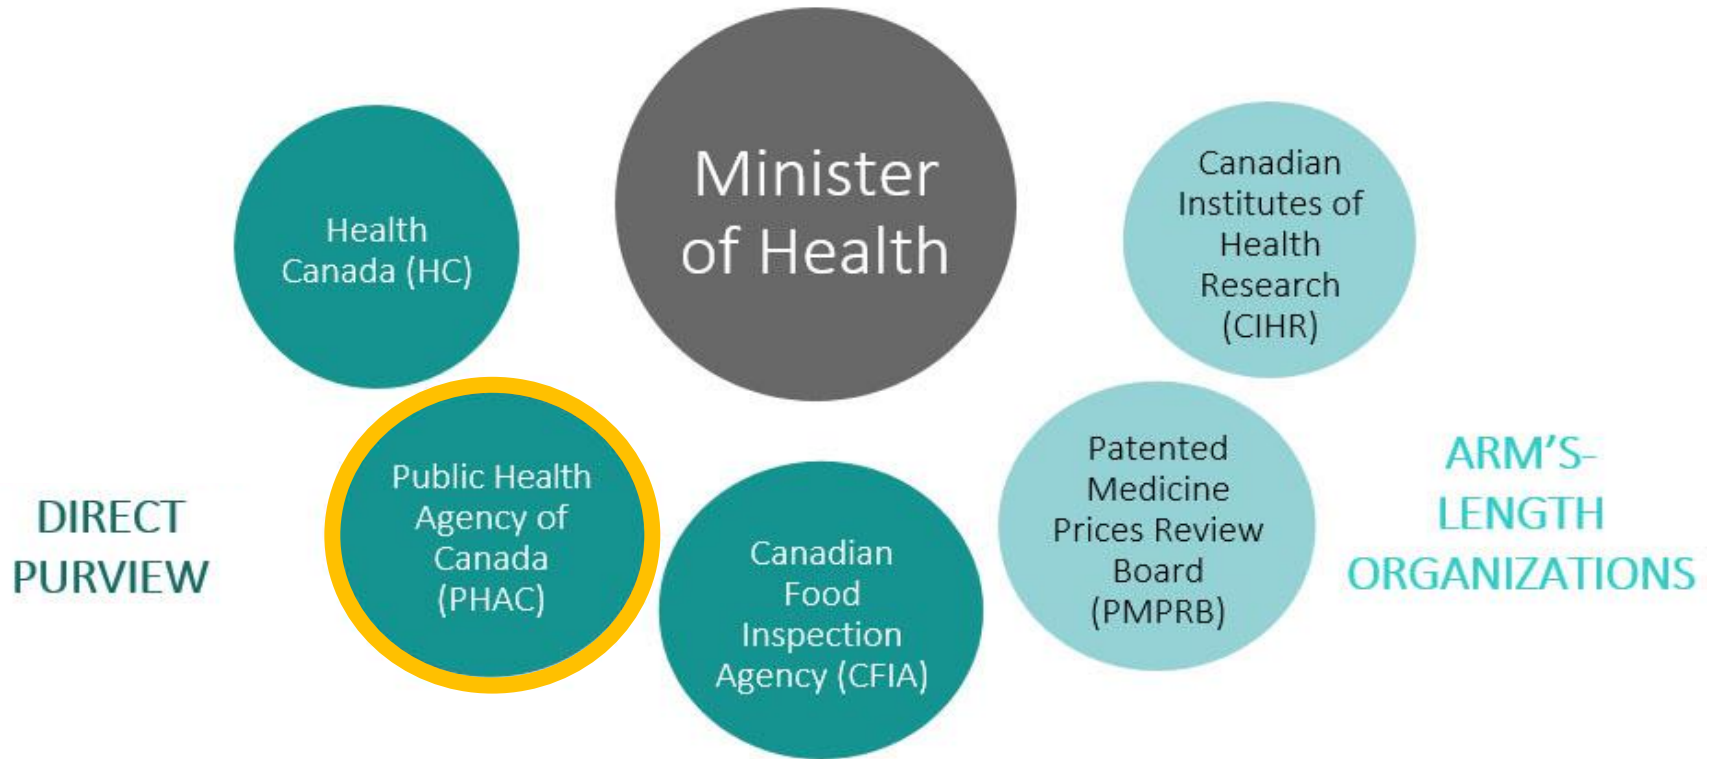 Minister
of Health
Health
Canada (HC)
Public Health
Agency of
Canada
(PHAC)
Canadian
Food
Inspection
Agency (CFIA)
Patented
Medicine
Prices Review
Board
(PMPRB)
Canadian
Institutes of
Health
Research
(CIHR)
DIRECT
PURVIEW
ARM’S-
LENGTH
ORGANIZATIONS